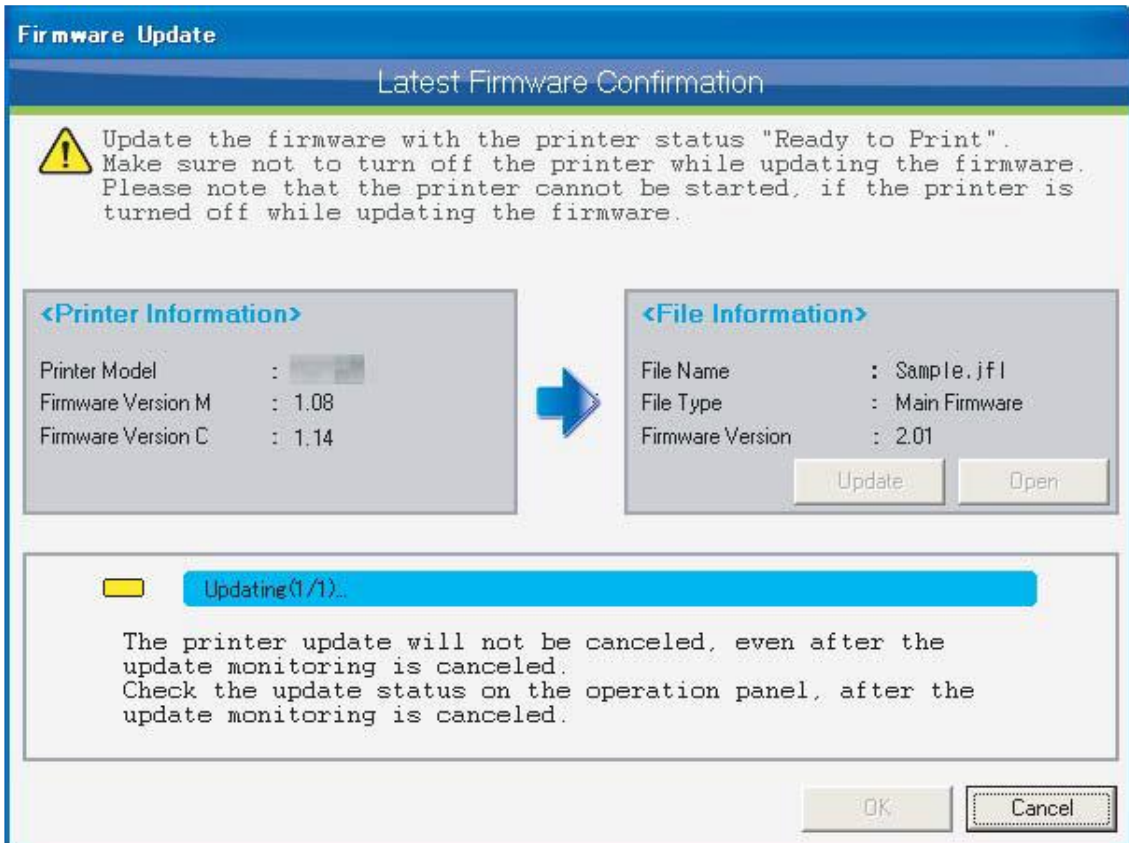 Firmware Update
Latest Firmware Confirmation
Update the firmware with the printer status "Ready to Print".
Make sure not to turn off the printer while updating the firmware.
Please note that the printer cannot be started, if the printer is
turned off while updating the firmware.
<Printer Information>
Printer Model :
Firmware Version M : 1.08
Firmware Version C : 1.14
<File Information>
File Name : Sample.jfl
File Type : Main Firmware
Firmware Version : 2.01
Update Open
Updating(1/1)...
The printer update will not be canceled, even after the
update monitoring is canceled.
Check the update status on the operation panel, after the
update monitoring is canceled.
OK Cancel